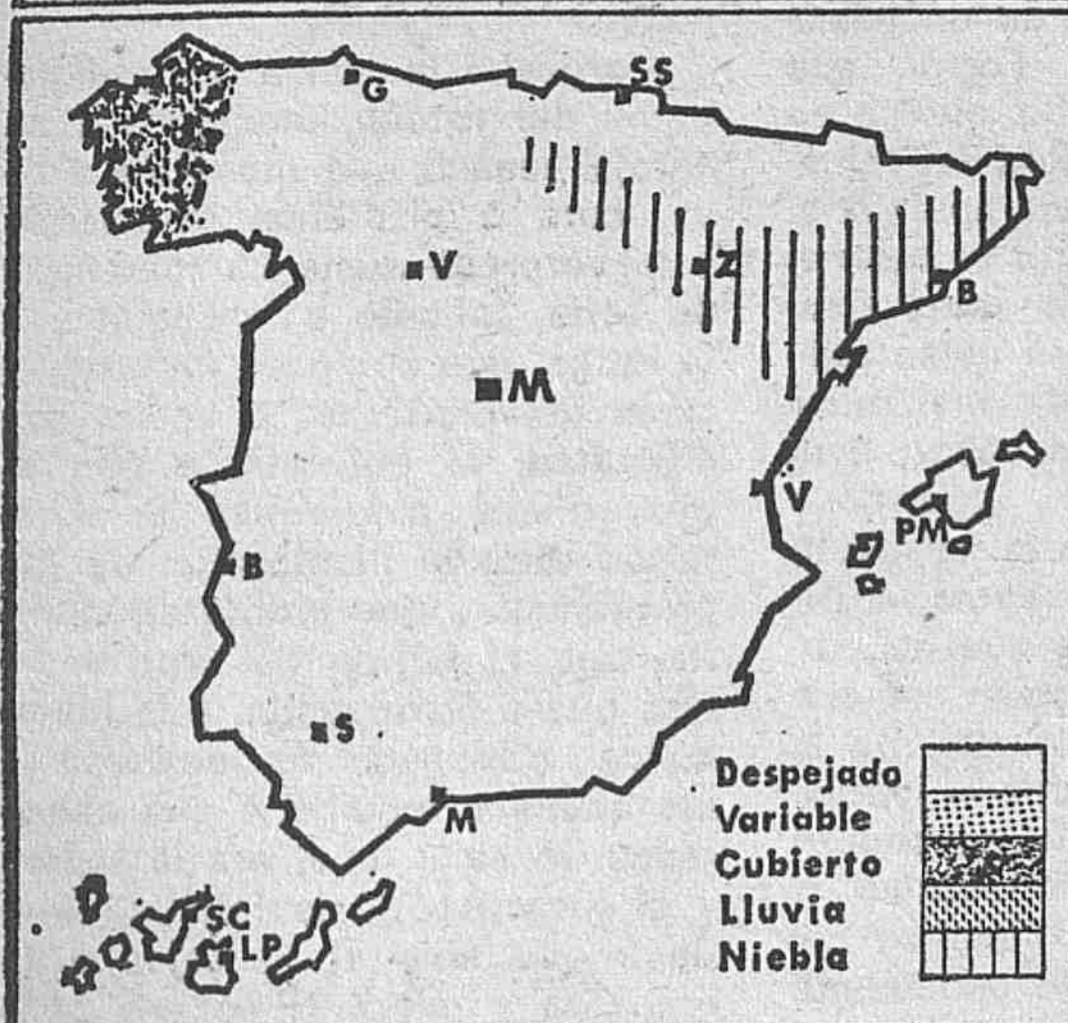 SS
G
V
Z
B
M
V
PM
B
S
M
SC
LP
Despejado
Variable
Cubierto
Lluvia
Niebla